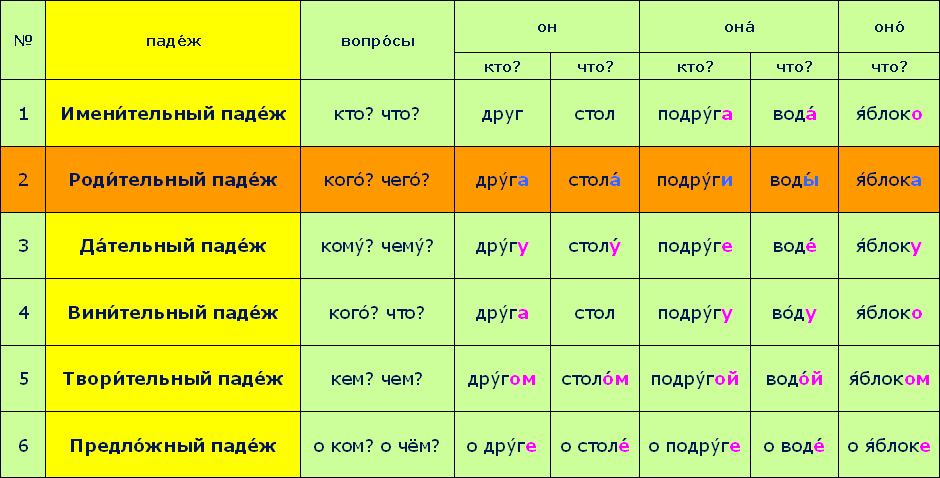 № паде́ж вопро́сы он она́ оно́
кто? что? кто? что? что?
1 Имени́тельный паде́ж кто? что? друг стол подру́га вода́ я́блоко
2 Роди́тельный паде́ж кого́? чего́? дру́га стола́ подру́ги воды́ я́блока
3 Да́тельный паде́ж кому́? чему́? дру́гу столу́ подру́ге воде́ я́блоку
4 Вини́тельный паде́ж кого́? что? дру́га стол подру́гу во́ду я́блоко
5 Твори́тельный паде́ж кем? чем? дру́гом столо́м подру́гой водо́й я́блоком
6 Предло́жный паде́ж о ком? о чём? о дру́ге о столе́ о подру́ге о воде́ о я́блоке